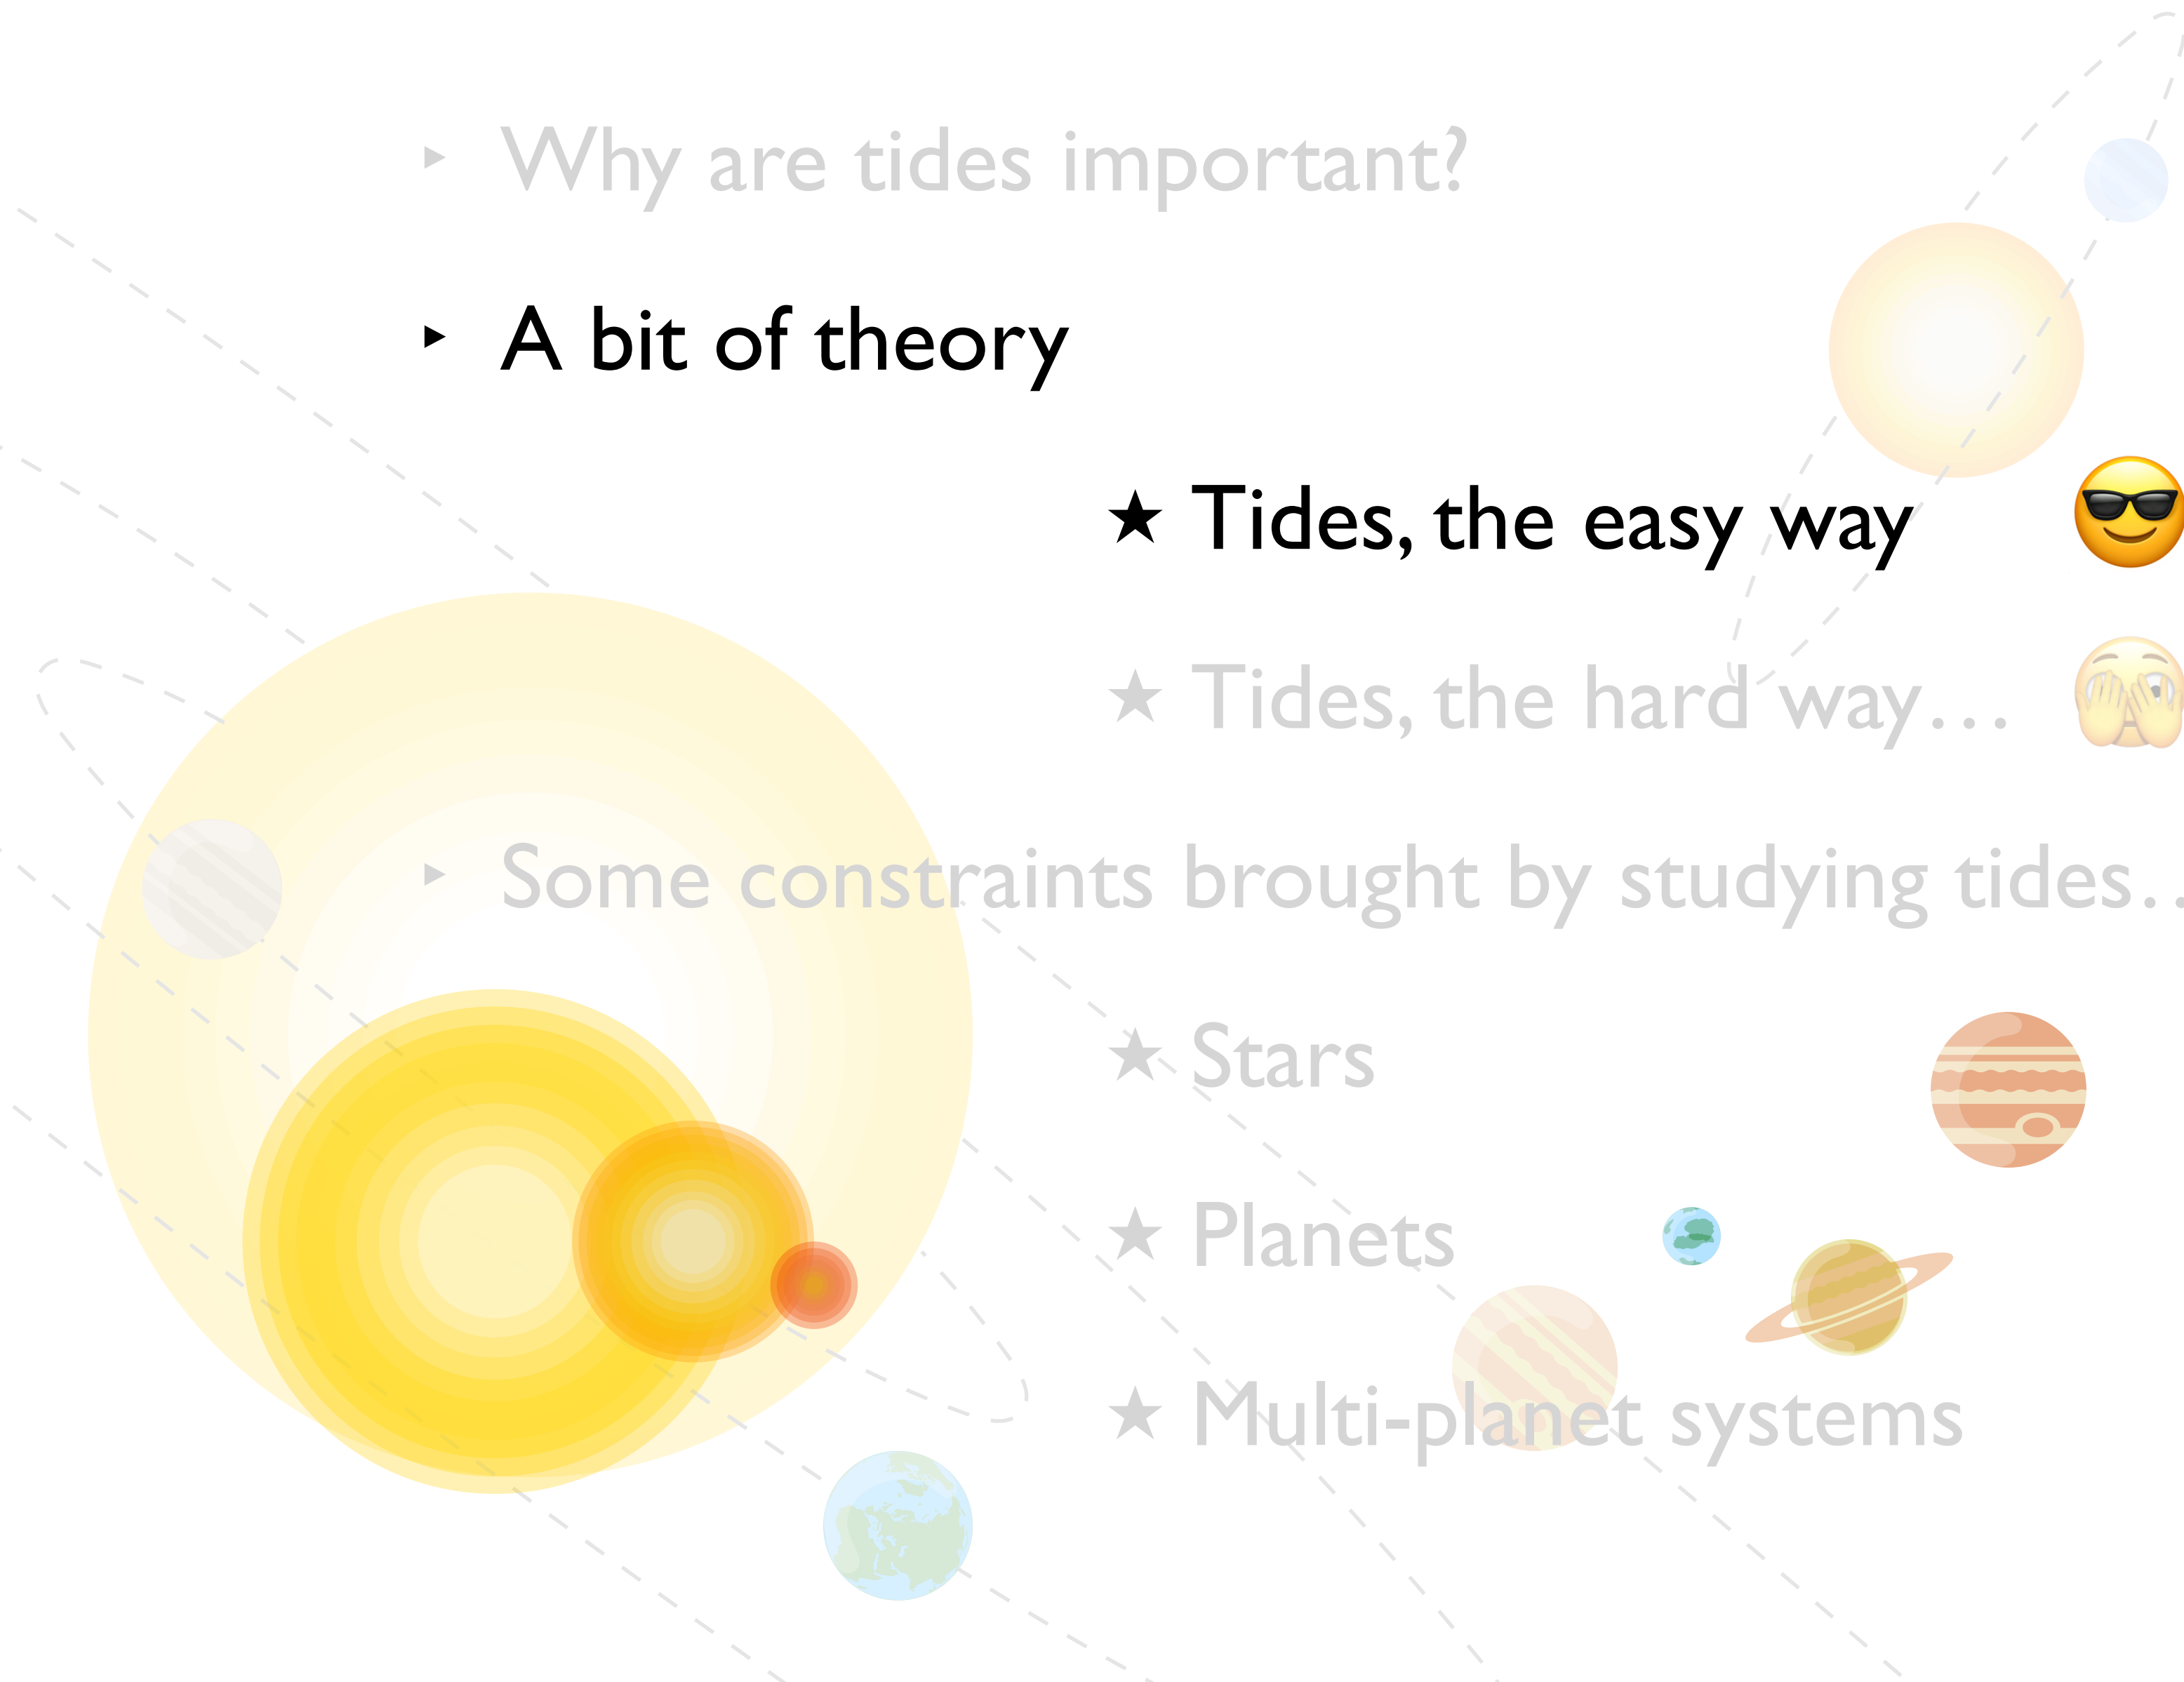 ‣ Why are tides important?
‣ A bit of theory
★ Tides, the easy way 😎
★ Tides, the hard way… 🫣
‣ Some constraints brought by studying tides…
★ Stars
★ Planets
★ Multi-planet systems